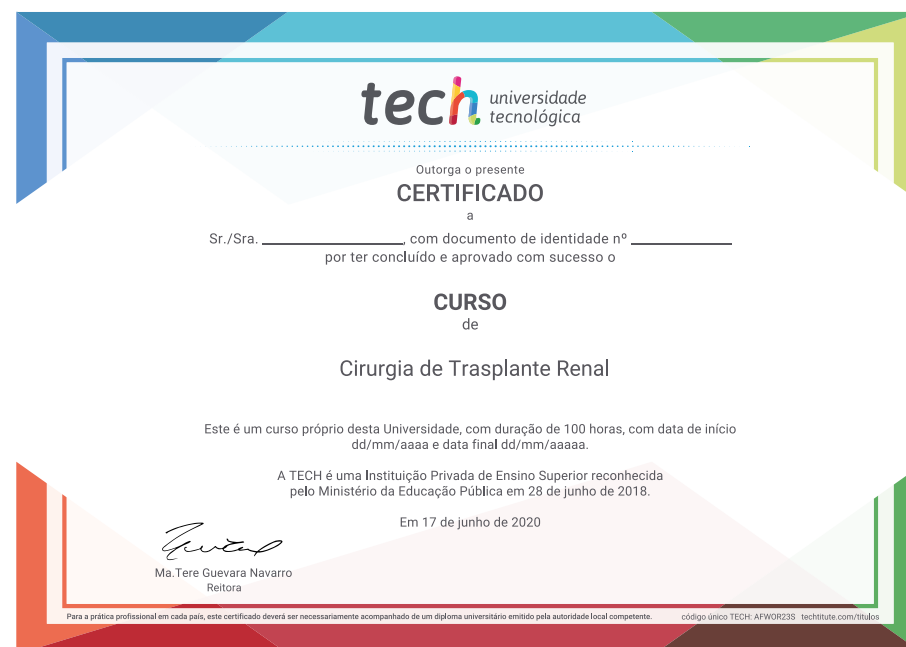 tech universidade
tecnológica
Outorga o presente
CERTIFICADO
a
Sr./Sra. ________________, com documento de identidade nº ____________
por ter concluído e aprovado com sucesso o
CURSO
de
Cirurgia de Trasplante Renal
Este é um curso próprio desta Universidade, com duração de 100 horas, com data de início
dd/mm/aaaa e data final dd/mm/aaaaa.
A TECH é uma Instituição Privada de Ensino Superior reconhecida
pelo Ministério da Educação Pública em 28 de junho de 2018.
Em 17 de junho de 2020
Ma.Tere Guevara Navarro
Reitora
Para a prática profissional em cada país, este certificado deverá ser necessariamente acompanhado de um diploma universitário emitido pela autoridade local competente. código único TECH: AFWOR23S techtitute.com/titulos